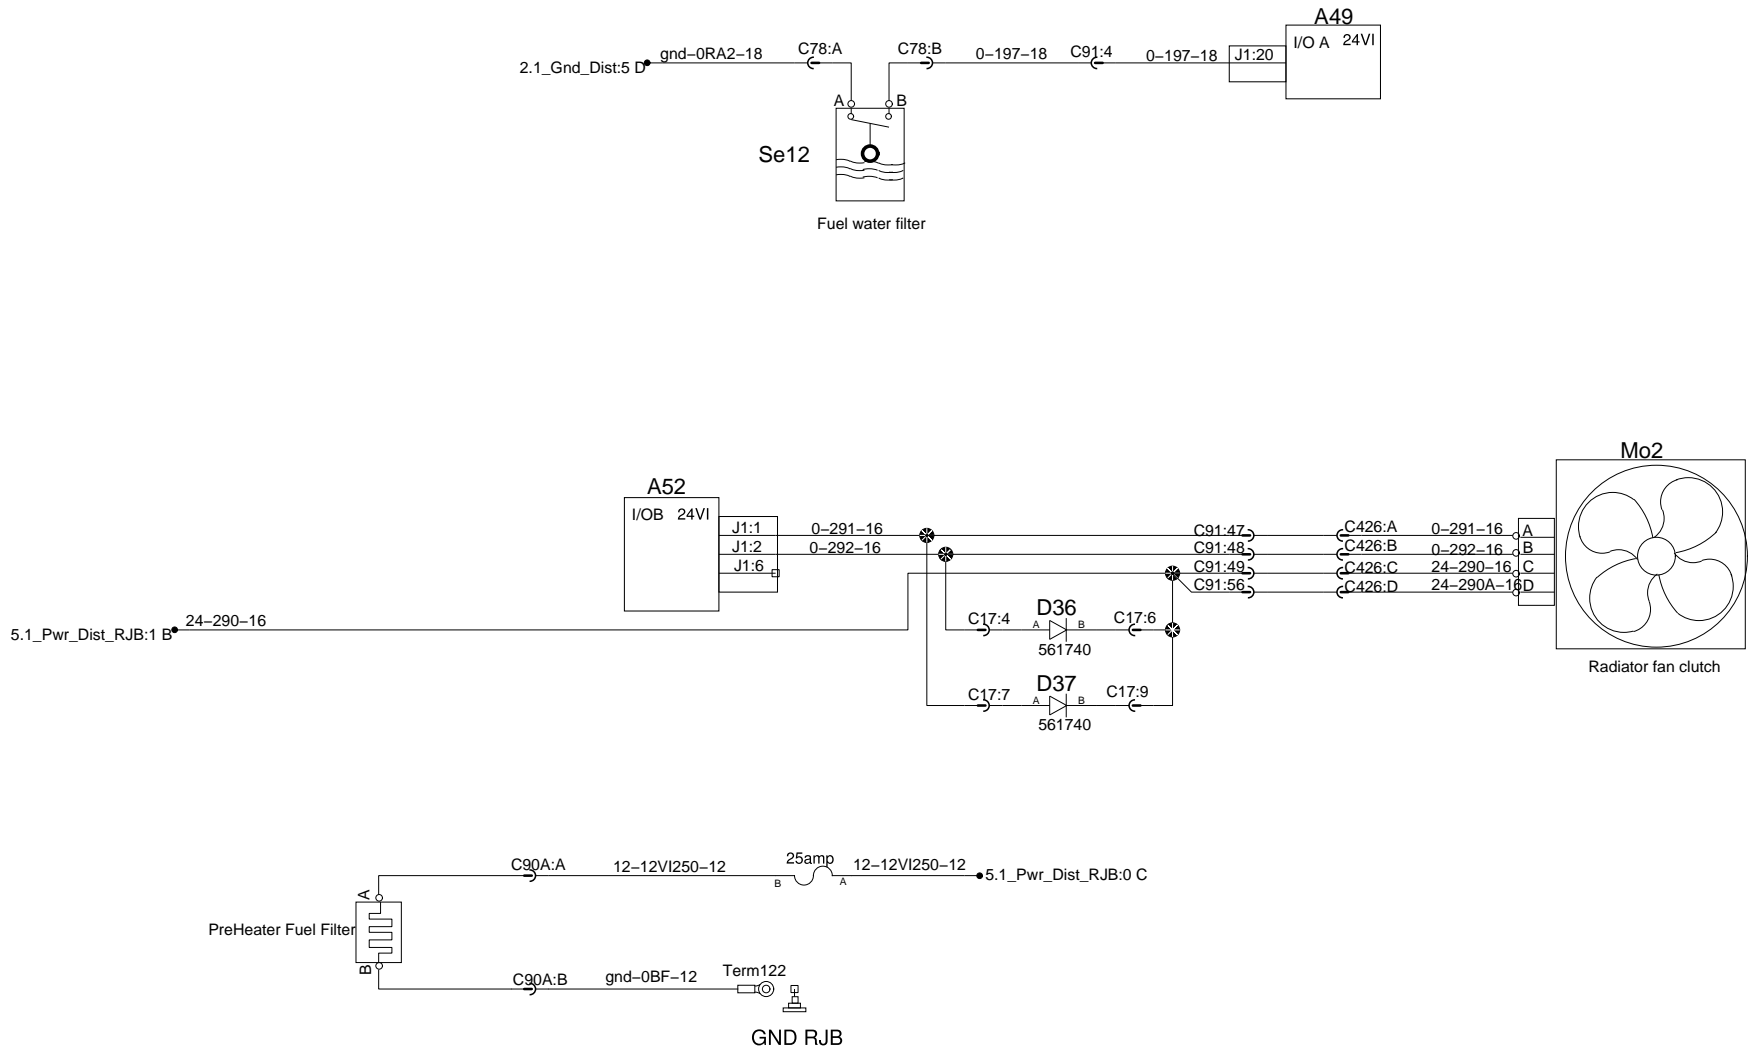 A49
I/O A 24VI
2.1_Gnd_Dist:5 D gnd-0RA2-18 C78:A C78:B 0-197-18 C91:4 0-197-18 J1:20
A B
Se12
Fuel water filter
Mo2
A52
I/OB 24VI
J1:1 0-291-16 C91:47 C426:A 0-291-16 A
J1:2 0-292-16 C91:48 C426:B 0-292-16 B
J1:6 C91:49 C426:C 24-290-16 C
C91:56 C426:D 24-290A-16 D
5.1_Pwr_Dist_RJB:1 B 24-290-16
D36
C17:4 A B C17:6
561740
Radiator fan clutch
D37
C17:7 A B C17:9
561740
C90A:A 12-12VI250-12 B 25amp A 12-12VI250-12 5.1_Pwr_Dist_RJB:0 C
A
PreHeater Fuel Filter
B
C90A:B gnd-0BF-12 Term122
GND RJB